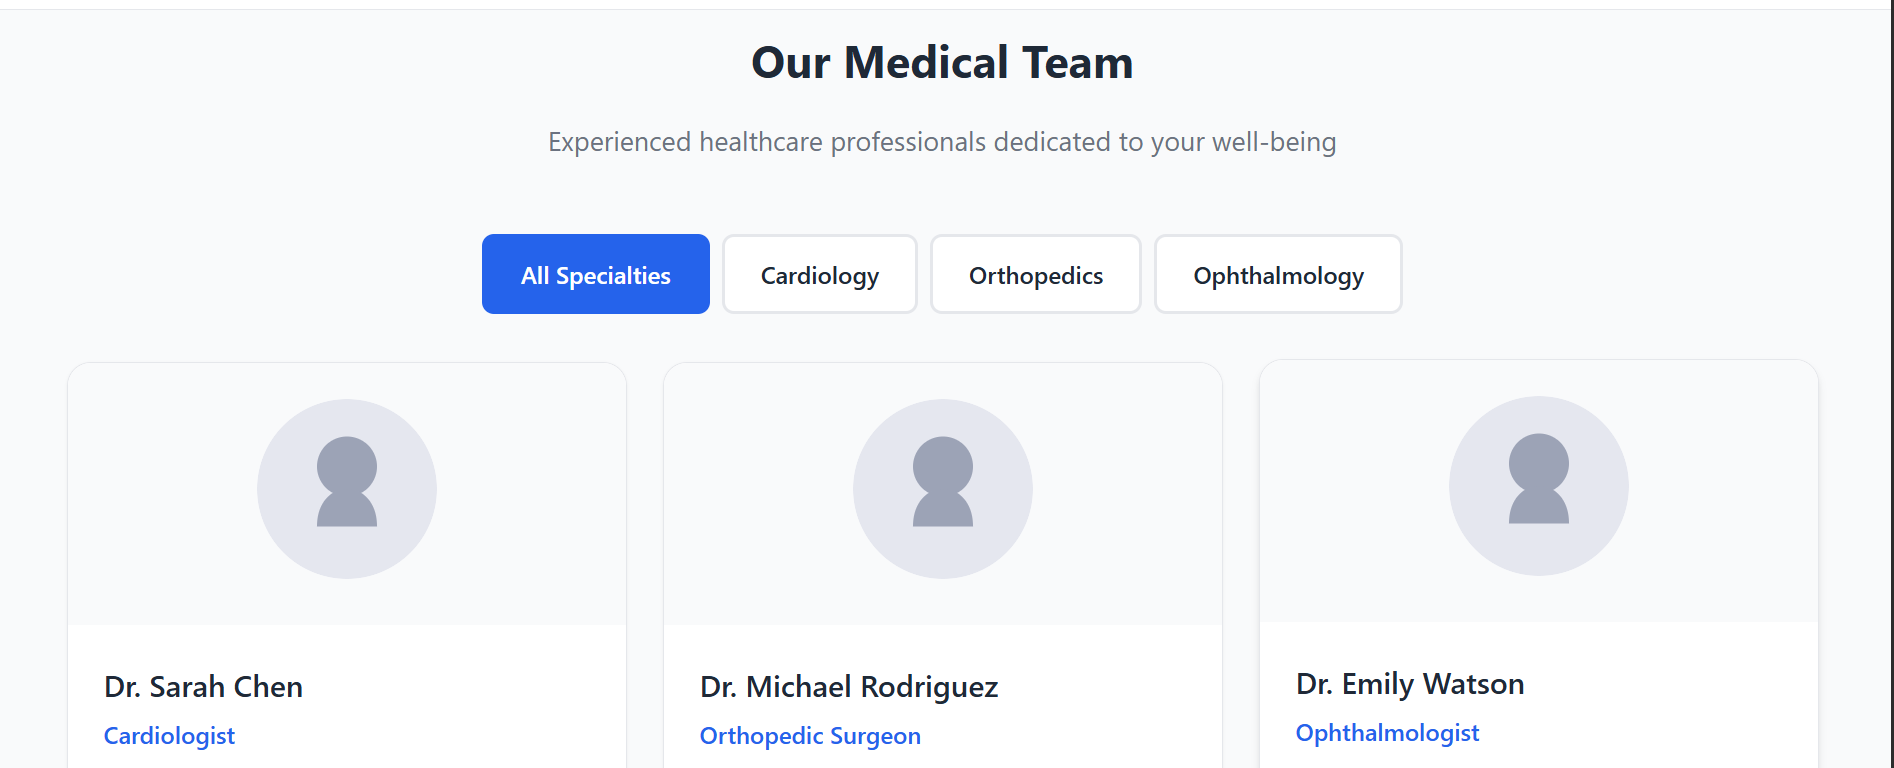 Our Medical Team
Experienced healthcare professionals dedicated to your well-being
All Specialties
Cardiology
Orthopedics
Ophthalmology
Dr. Sarah Chen
Cardiologist
Dr. Michael Rodriguez
Orthopedic Surgeon
Dr. Emily Watson
Ophthalmologist